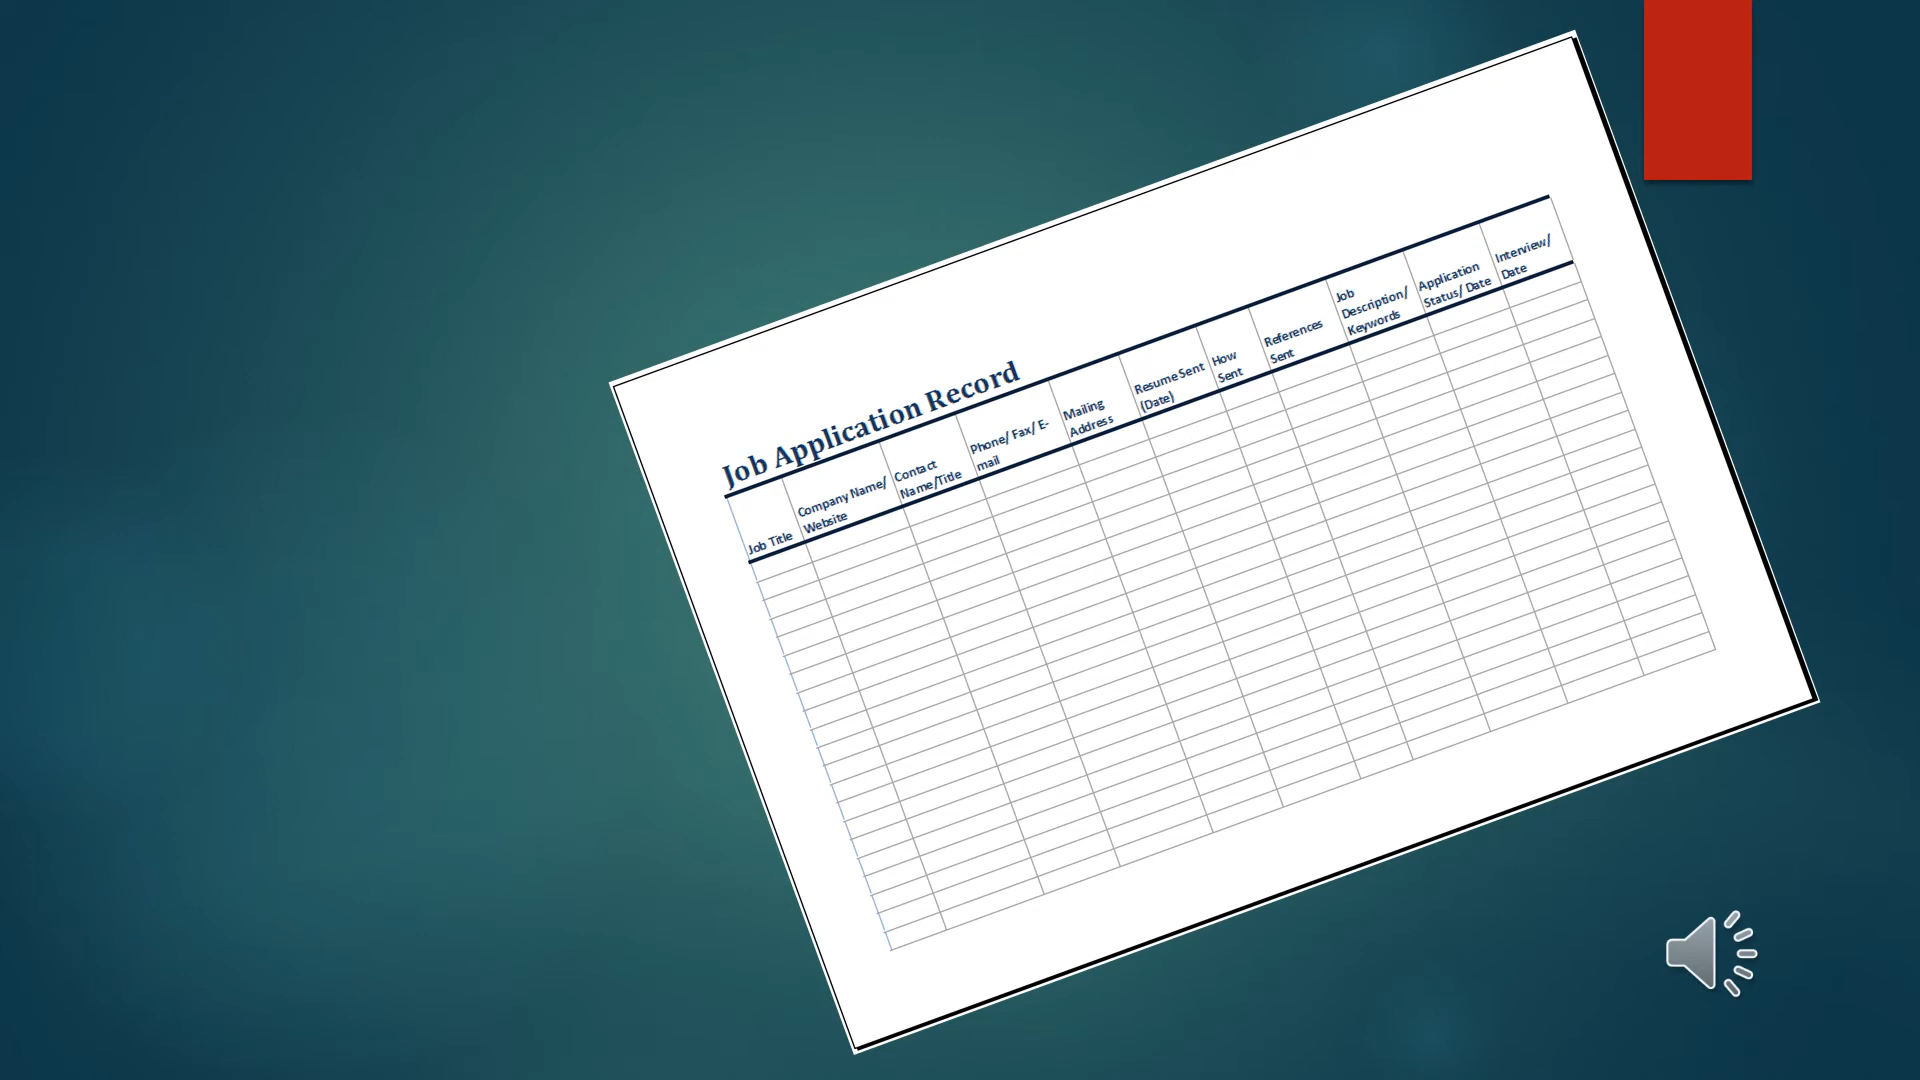 Job Application Record
Job Title
Company Name/
Website
Contact
Name/Title
Phone/ Fax/ E-
mail
Mailing
Address
Resume Sent
(Date)
How
Sent
References
Sent
Job
Description/
Keywords
Application
Status/ Date
Interview/
Date